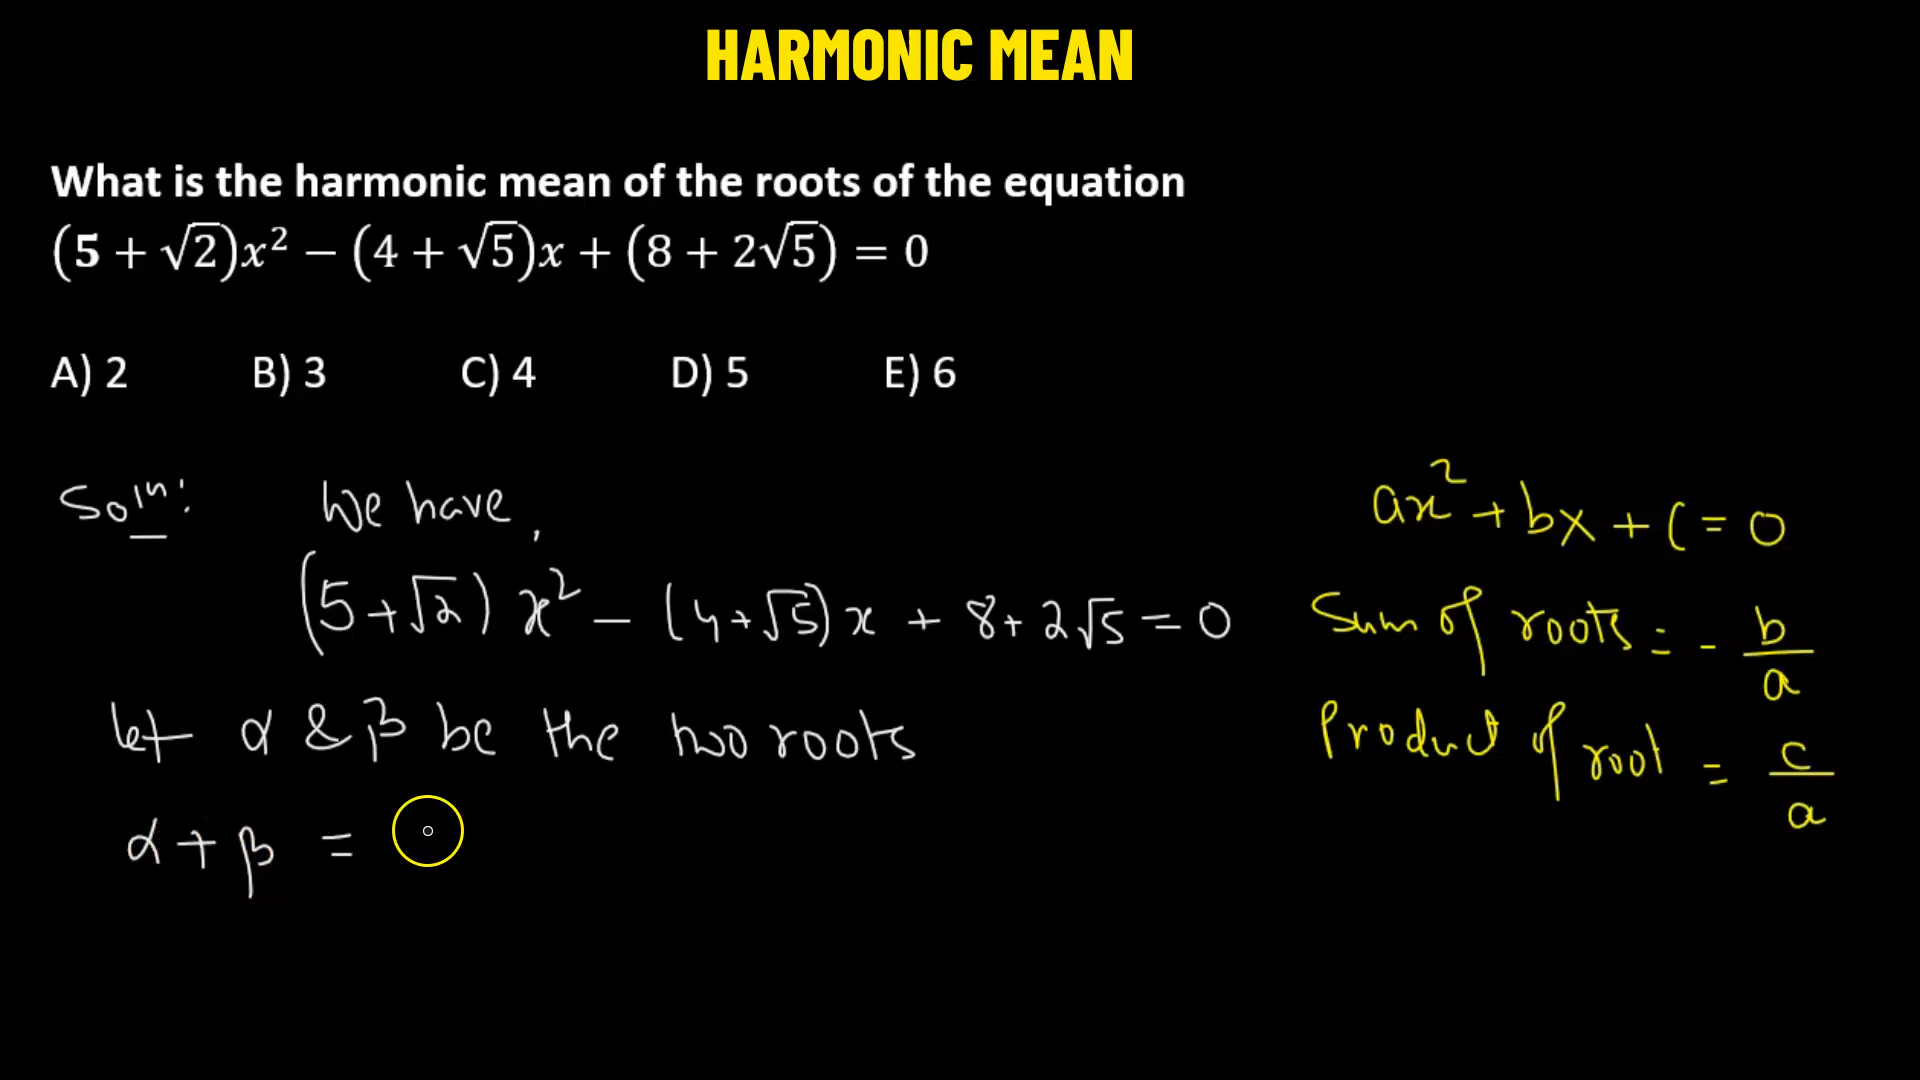 HARMONIC MEAN
What is the harmonic mean of the roots of the equation
(5 + √2)x² − (4 + √5)x + (8 + 2√5) = 0
A) 2 B) 3 C) 4 D) 5 E) 6
Soln: We have,
(5+√2) x² − (4+√5)x + 8+2√5 = 0
let α & β be the two roots
α + β =
ax² + bx + c = 0
Sum of roots = - b/a
Product of root = c/a